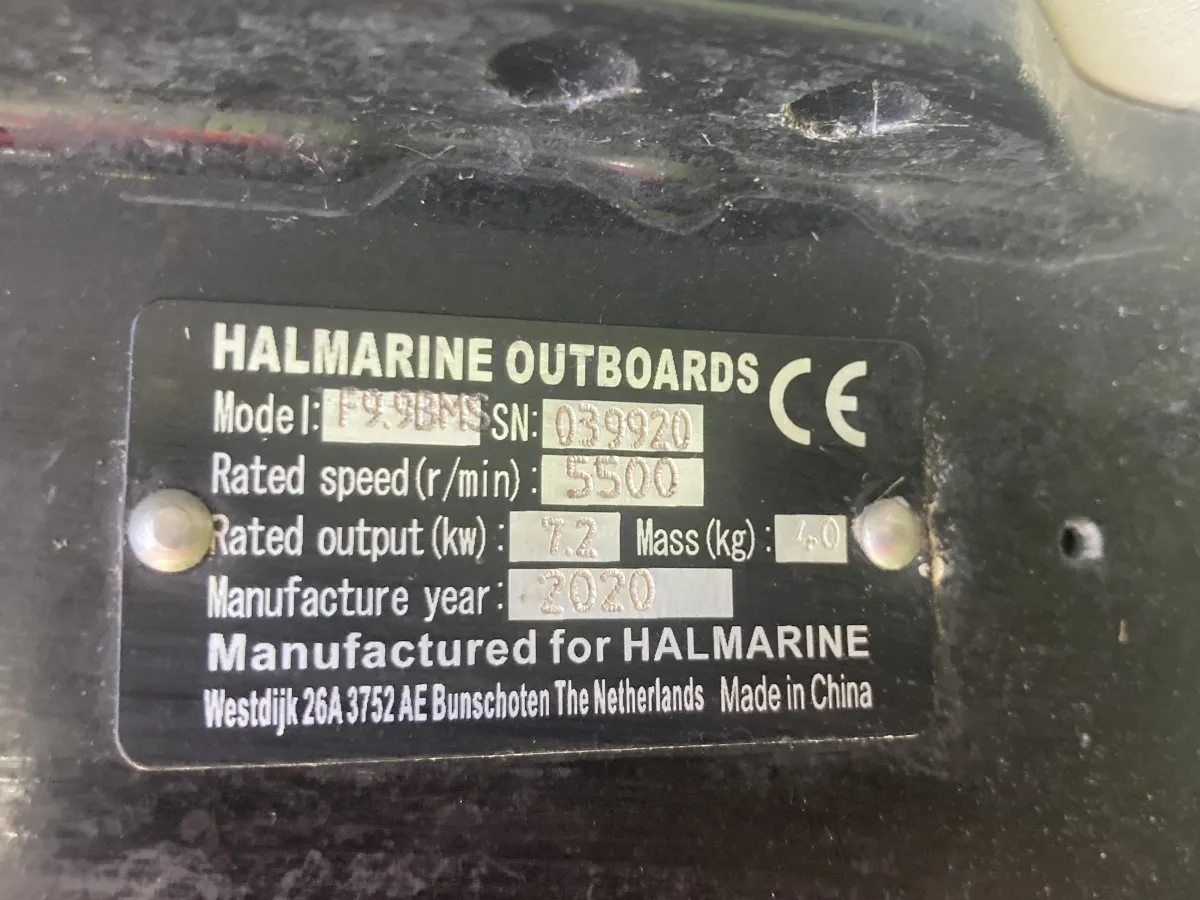 HALMARINE OUTBOARDS CE
Model: F9.9BMS SN: 039920
Rated speed(r/min): 5500
Rated output(kw): 7.2 Mass(kg): 40
Manufacture year: 2020
Manufactured for HALMARINE
Westdijk 26A 3752 AE Bunschoten The Netherlands Made in China